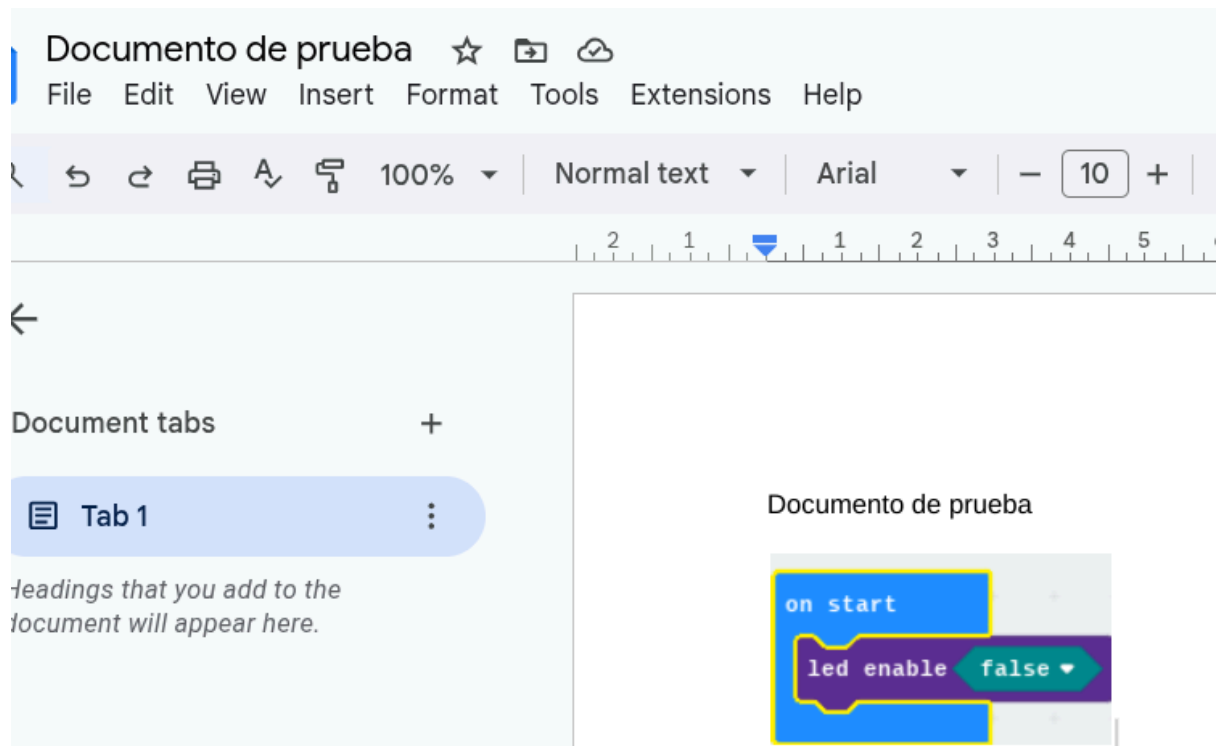 Documento de prueba
File Edit View Insert Format Tools Extensions Help
100% Normal text Arial 10
2 1 1 2 3 4 5
Document tabs
Tab 1
Headings that you add to the
document will appear here.
Documento de prueba
on start
led enable false